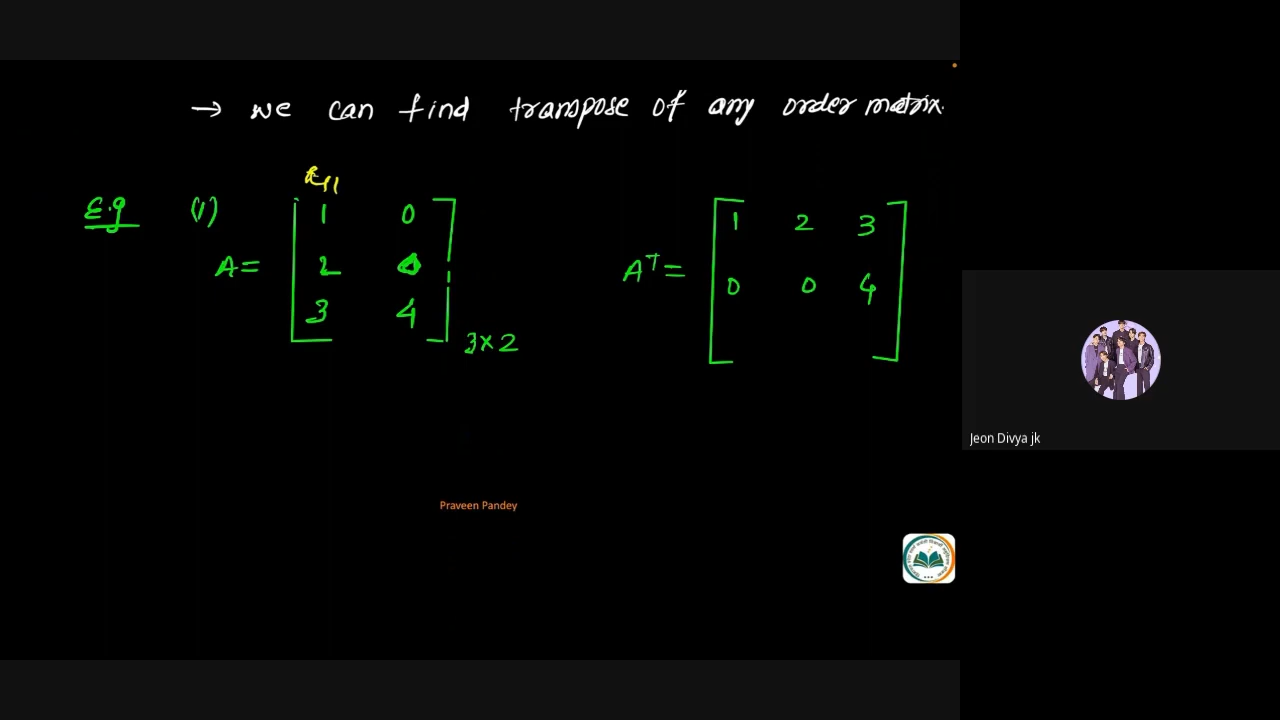 → we can find transpose of any order matrix.
a11
E.g (1)
A = [ 1 0
2 0
3 4 ] 3×2
Aᵀ = [ 1 2 3
0 0 4 ]
Jeon Divya jk
Praveen Pandey